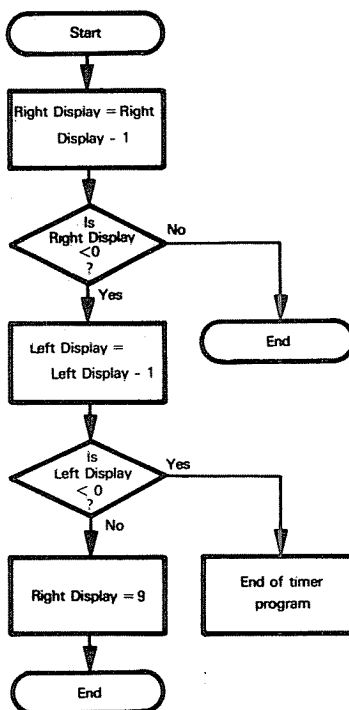 Start
Right Display = Right
Display - 1
Is
Right Display
<0
?
No
Yes
End
Left Display =
Left Display - 1
Is
Left Display
< 0
?
Yes
No
Right Display = 9
End of timer
program
End